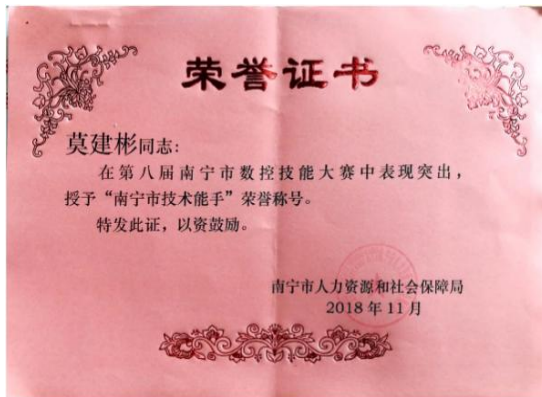 荣誉证书
莫建彬同志：
在第八届南宁市数控技能大赛中表现突出，
授予“南宁市技术能手”荣誉称号。
特发此证，以资鼓励。
南宁市人力资源和社会保障局
2018年11月